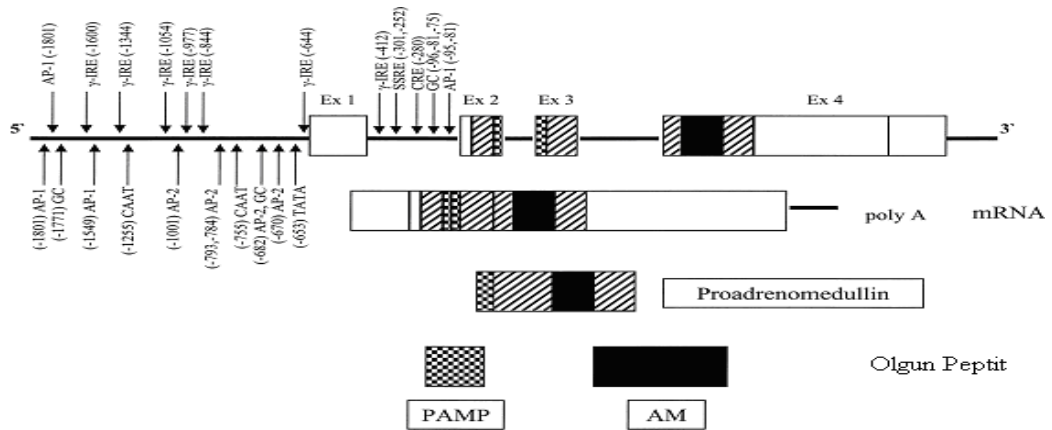 AP-1 (-1801)
γ-IRE (-1600)
γ-IRE (-1344)
γ-IRE (-1054)
γ-IRE (-977)
γ-IRE (-844)
γ-IRE (-644)
γ-IRE (-412)
SSRE (-301,-252)
CRE (-280)
GC (-96,-81,-75)
AP-1 (-95,-81)
Ex 1
Ex 2
Ex 3
Ex 4
5`
3`
(-1801) AP-1
(-1771) GC
(-1549) AP-1
(-1255) CAAT
(-1001) AP-2
(-793,-784) AP-2
(-755) CAAT
(-682) AP-2, GC
(-670) AP-2
(-653) TATA
poly A
mRNA
Proadrenomedullin
Olgun Peptit
PAMP
AM